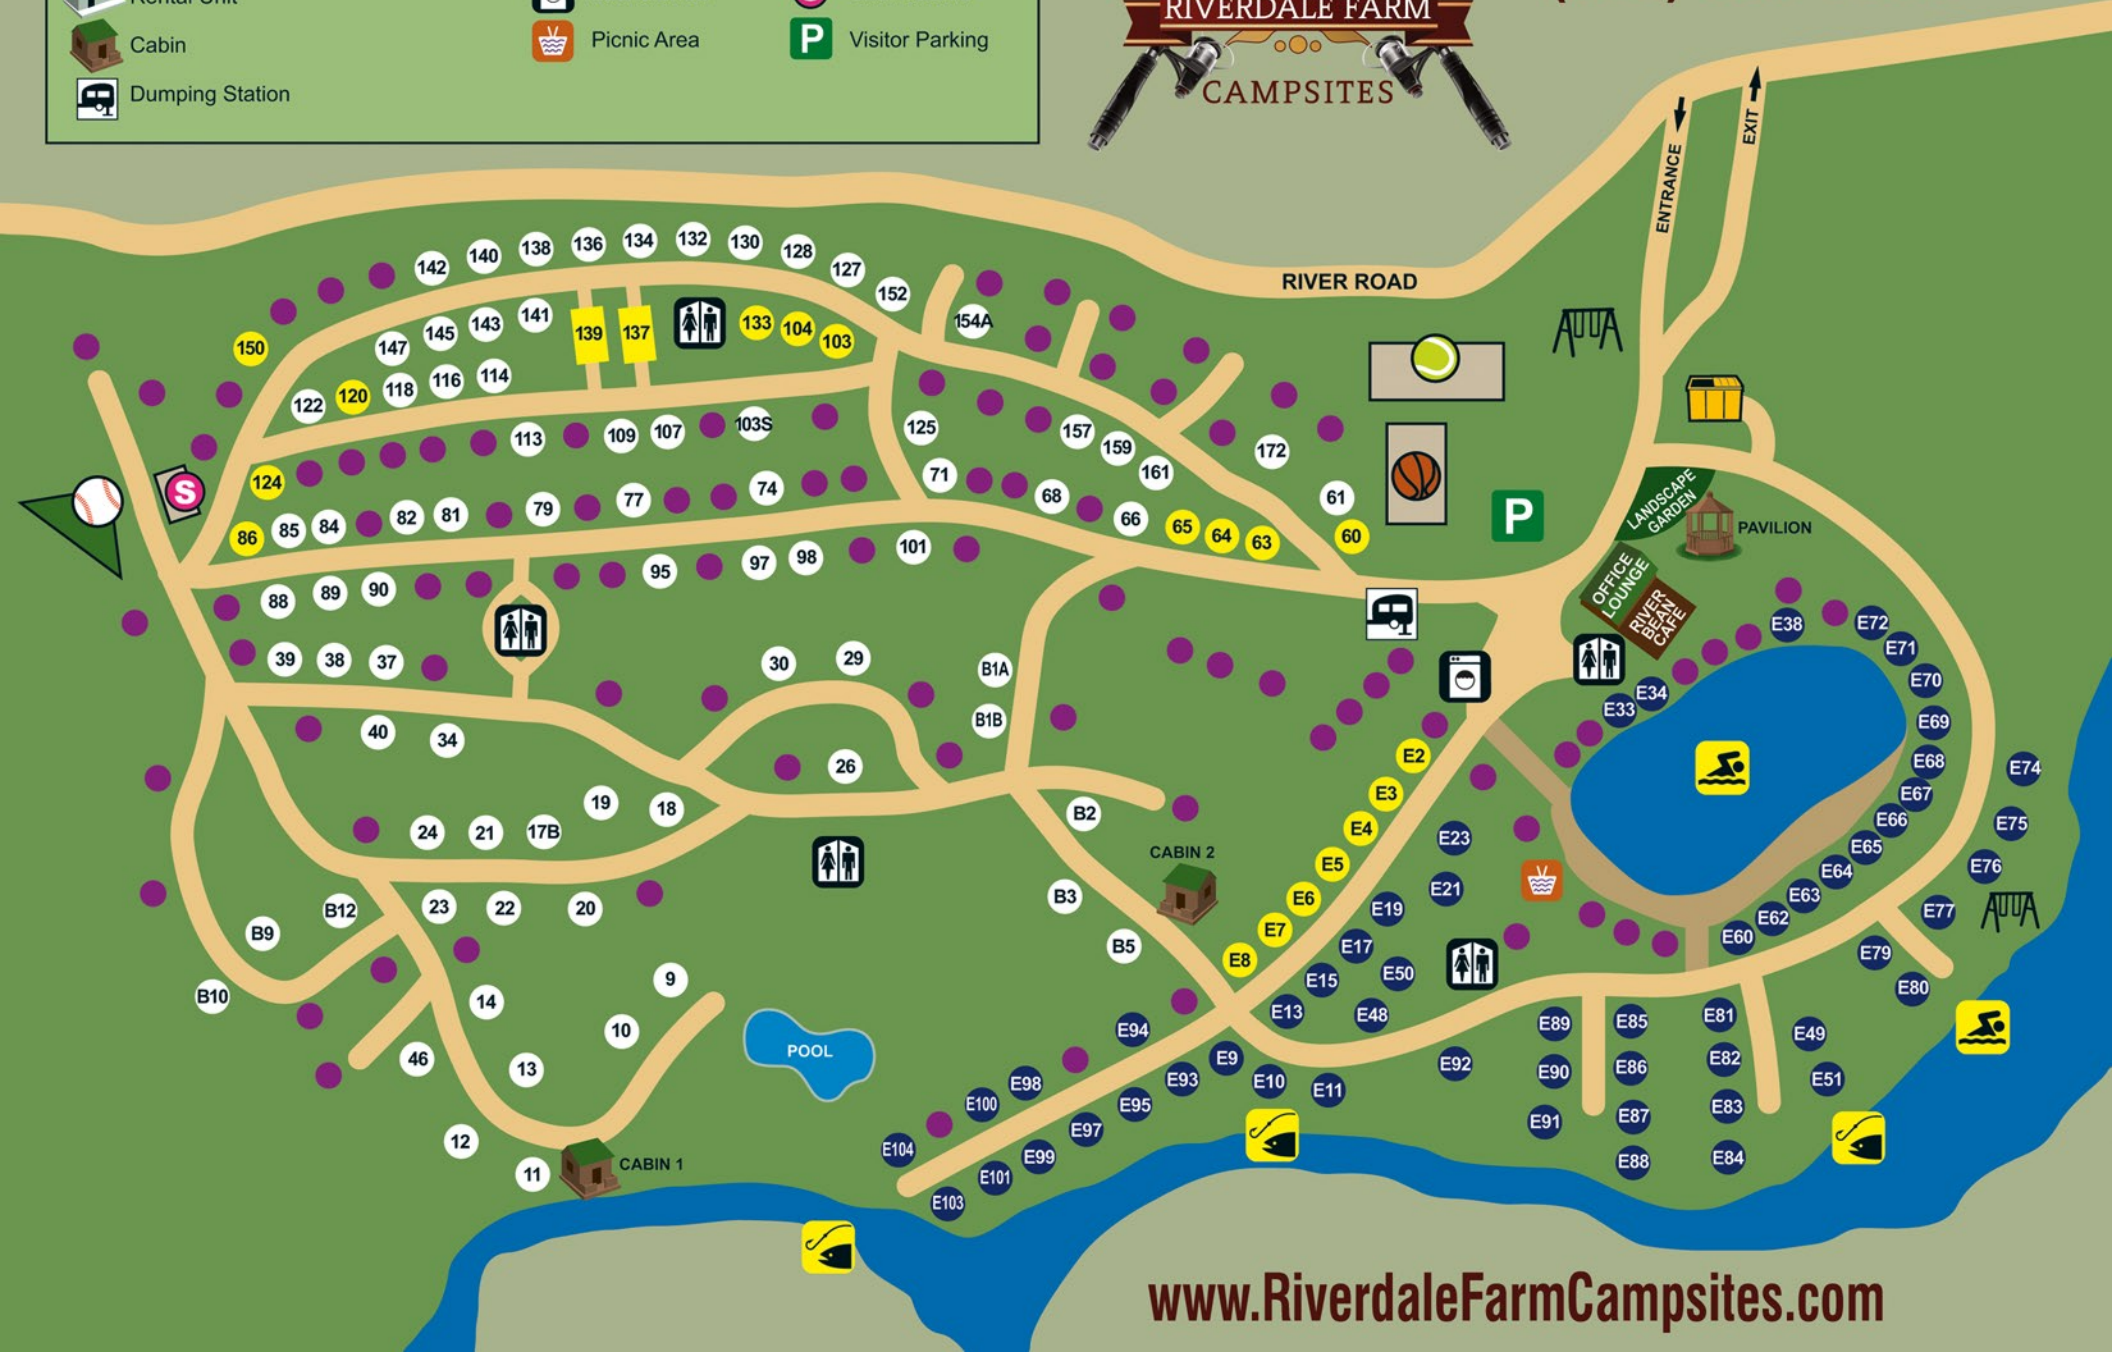 Rental Unit
Cabin
Picnic Area
P Visitor Parking
Dumping Station
RIVERDALE FARM
CAMPSITES
ENTRANCE
EXIT
RIVER ROAD
142 140 138 136 134 132 130 128 127 152
154A
150 147 145 143 141 139 137 133 104 103
122 120 118 116 114
113 109 107 103S
125 157 159 161 172
124 71 68 66 65 64 63 61 60
86 85 84 82 81 79 77 74
S
P
LANDSCAPE
GARDEN
PAVILION
OFFICE
LOUNGE
RIVER
BEAN
CAFE
88 89 90 95 97 98 101
39 38 37 30 29 B1A
B1B
40 34 26
24 21 17B 19 18
B2
CABIN 2
B3
B5
B12 23 22 20
B9
B10
14 9
10
46 13
12
11
CABIN 1
POOL
E2
E3
E4
E5
E6
E7
E8
E38 E72
E71
E34 E70
E33 E69
E68 E74
E67
E66 E75
E65
E64 E76
E63
E62 E77
E60
E79
E80
E23
E21
E19
E17
E50
E15
E13 E48
E94 E9 E10 E11 E92
E89 E85 E81 E49
E90 E86 E82 E51
E91 E87 E83
E88 E84
E93
E98 E95
E100 E97
E104 E99
E101
E103
www.RiverdaleFarmCampsites.com